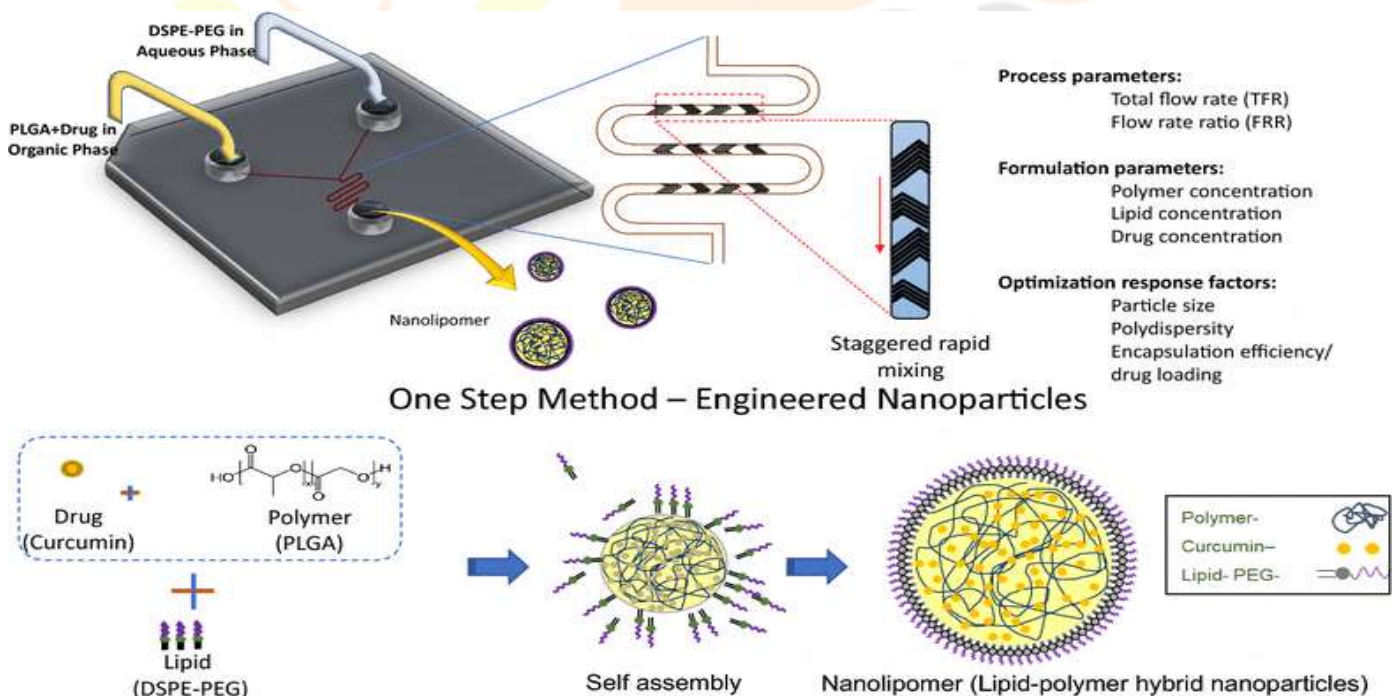 DSPE-PEG in
Aqueous Phase
PLGA+Drug in
Organic Phase
Nanolipomer
Staggered rapid
mixing
Process parameters:
Total flow rate (TFR)
Flow rate ratio (FRR)
Formulation parameters:
Polymer concentration
Lipid concentration
Drug concentration
Optimization response factors:
Particle size
Polydispersity
Encapsulation efficiency/
drug loading
One Step Method – Engineered Nanoparticles
Drug
(Curcumin)
HO
O
O
x
O
O
y
H
Polymer
(PLGA)
Lipid
(DSPE-PEG)
Self assembly
Nanolipomer (Lipid-polymer hybrid nanoparticles)
Polymer-
Curcumin–
Lipid- PEG-